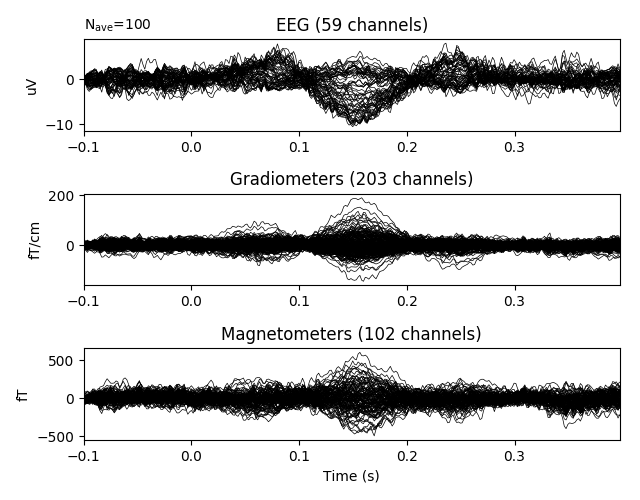 N_ave=100
EEG (59 channels)
uV
0
−10
−0.1 0.0 0.1 0.2 0.3
Gradiometers (203 channels)
fT/cm
200
0
−0.1 0.0 0.1 0.2 0.3
Magnetometers (102 channels)
fT
500
0
−500
−0.1 0.0 0.1 0.2 0.3
Time (s)